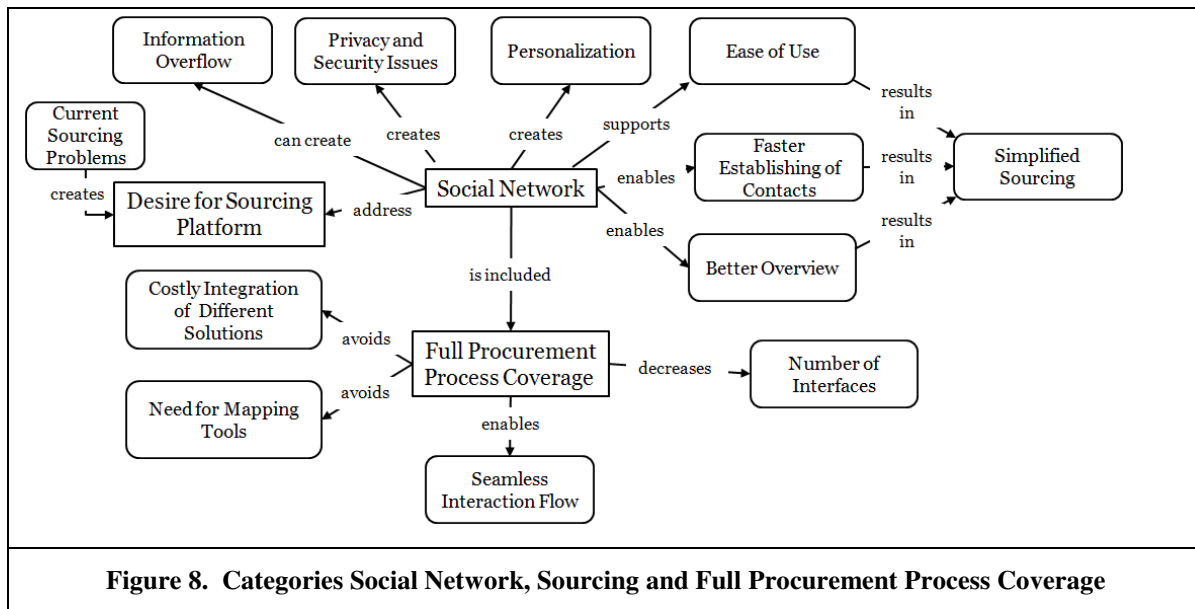 Information
Overflow
Privacy and
Security Issues
Personalization
Ease of Use
results
in
Current
Sourcing
Problems
can create
creates
creates
supports
Faster
Establishing of
Contacts
results
in
Simplified
Sourcing
creates
Desire for Sourcing
Platform
address
Social Network
enables
enables
results
in
Better Overview
is included
Costly Integration
of Different
Solutions
avoids
Full Procurement
Process Coverage
decreases
Number of
Interfaces
Need for Mapping
Tools
avoids
enables
Seamless
Interaction Flow
Figure 8. Categories Social Network, Sourcing and Full Procurement Process Coverage